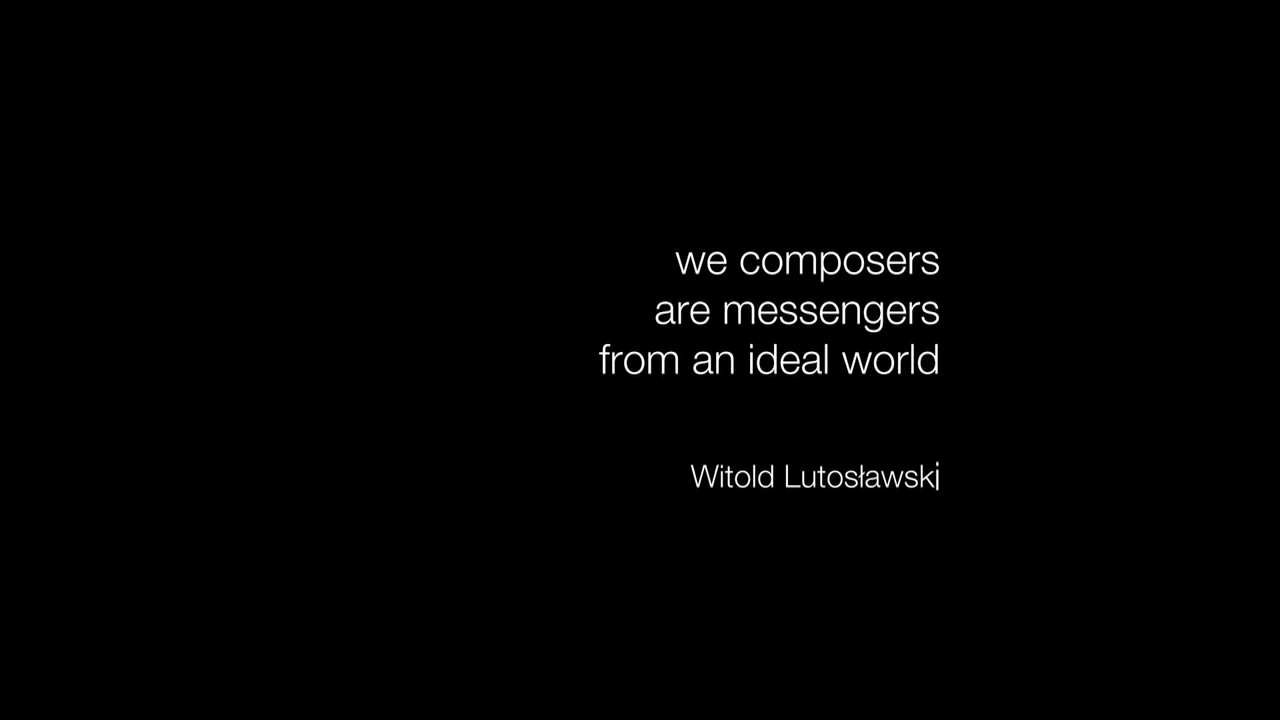 we composers
are messengers
from an ideal world
Witold Lutosławski